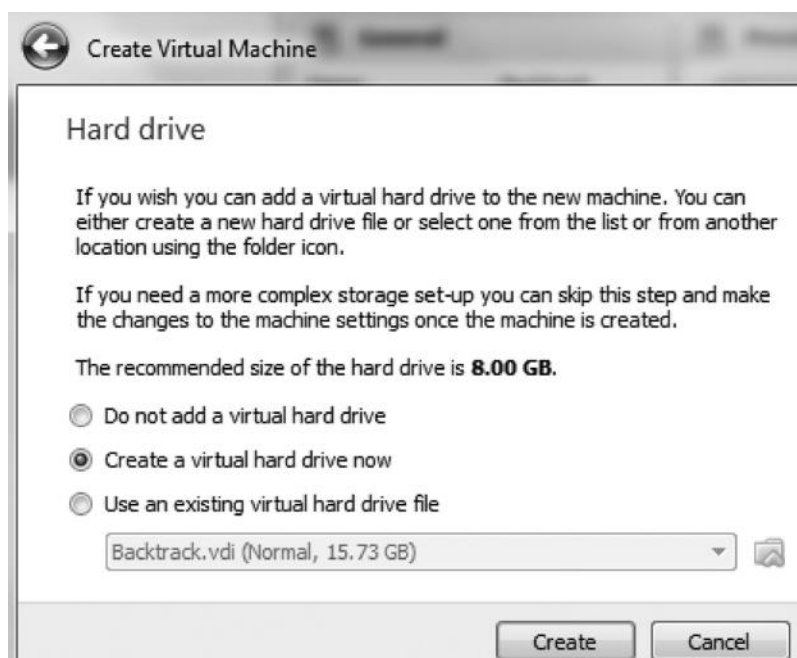 Create Virtual Machine
Hard drive
If you wish you can add a virtual hard drive to the new machine. You can
either create a new hard drive file or select one from the list or from another
location using the folder icon.
If you need a more complex storage set-up you can skip this step and make
the changes to the machine settings once the machine is created.
The recommended size of the hard drive is 8.00 GB.
Do not add a virtual hard drive
Create a virtual hard drive now
Use an existing virtual hard drive file
Backtrack.vdi (Normal, 15.73 GB)
Create Cancel